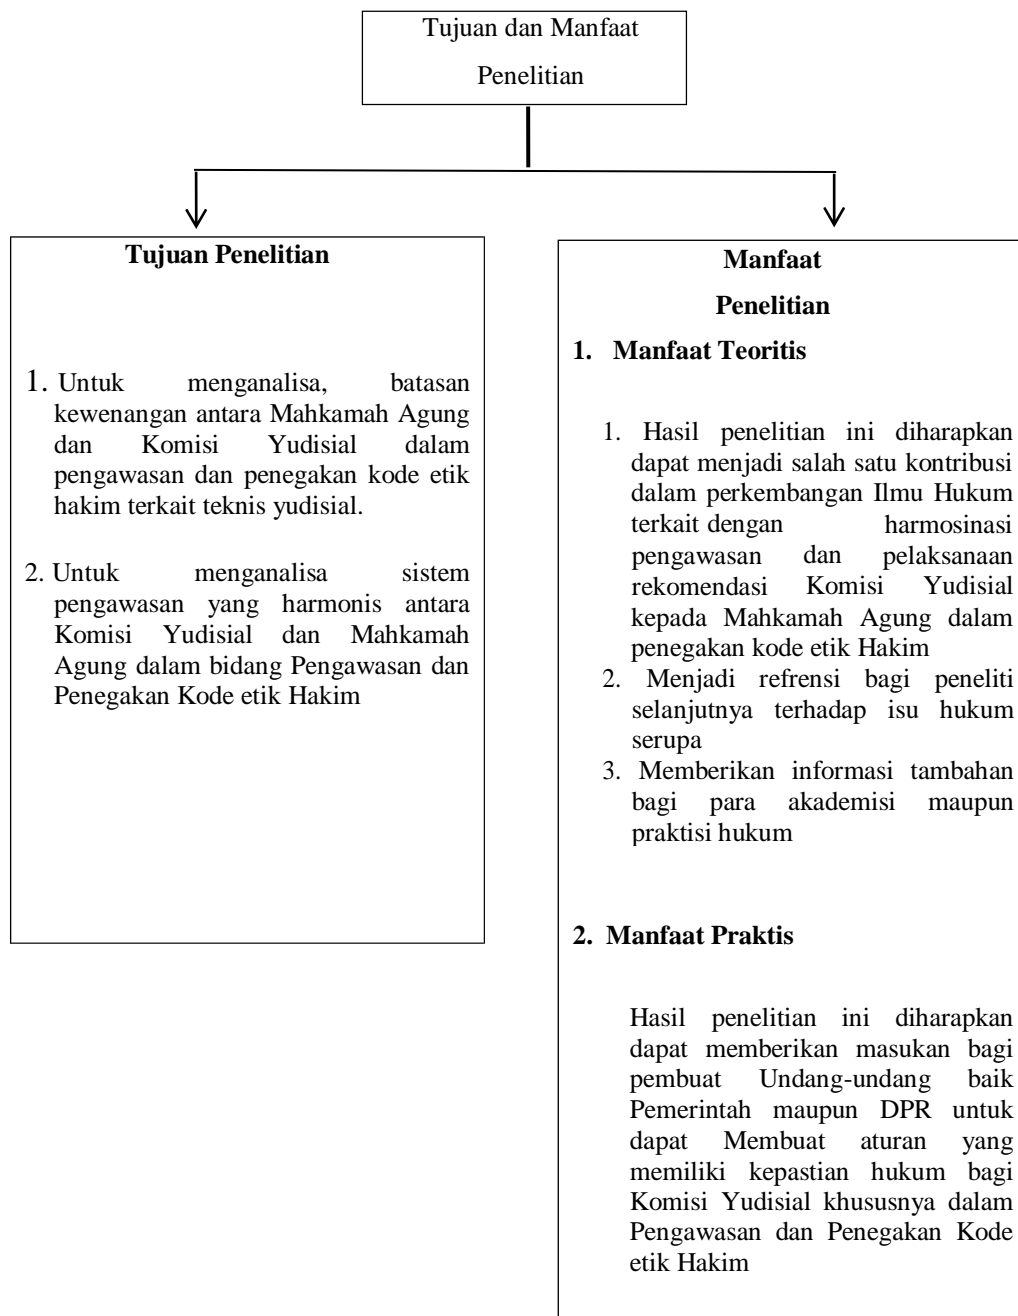 Tujuan dan Manfaat
Penelitian
Tujuan Penelitian
1. Untuk menganalisa, batasan
kewenangan antara Mahkamah Agung
dan Komisi Yudisial dalam
pengawasan dan penegakan kode etik
hakim terkait teknis yudisial.
2. Untuk menganalisa sistem
pengawasan yang harmonis antara
Komisi Yudisial dan Mahkamah
Agung dalam bidang Pengawasan dan
Penegakan Kode etik Hakim
Manfaat
Penelitian
1. Manfaat Teoritis
1. Hasil penelitian ini diharapkan
dapat menjadi salah satu kontribusi
dalam perkembangan Ilmu Hukum
terkait dengan harmosinasi
pengawasan dan pelaksanaan
rekomendasi Komisi Yudisial
kepada Mahkamah Agung dalam
penegakan kode etik Hakim
2. Menjadi refrensi bagi peneliti
selanjutnya terhadap isu hukum
serupa
3. Memberikan informasi tambahan
bagi para akademisi maupun
praktisi hukum
2. Manfaat Praktis
Hasil penelitian ini diharapkan
dapat memberikan masukan bagi
pembuat Undang-undang baik
Pemerintah maupun DPR untuk
dapat Membuat aturan yang
memiliki kepastian hukum bagi
Komisi Yudisial khususnya dalam
Pengawasan dan Penegakan Kode
etik Hakim